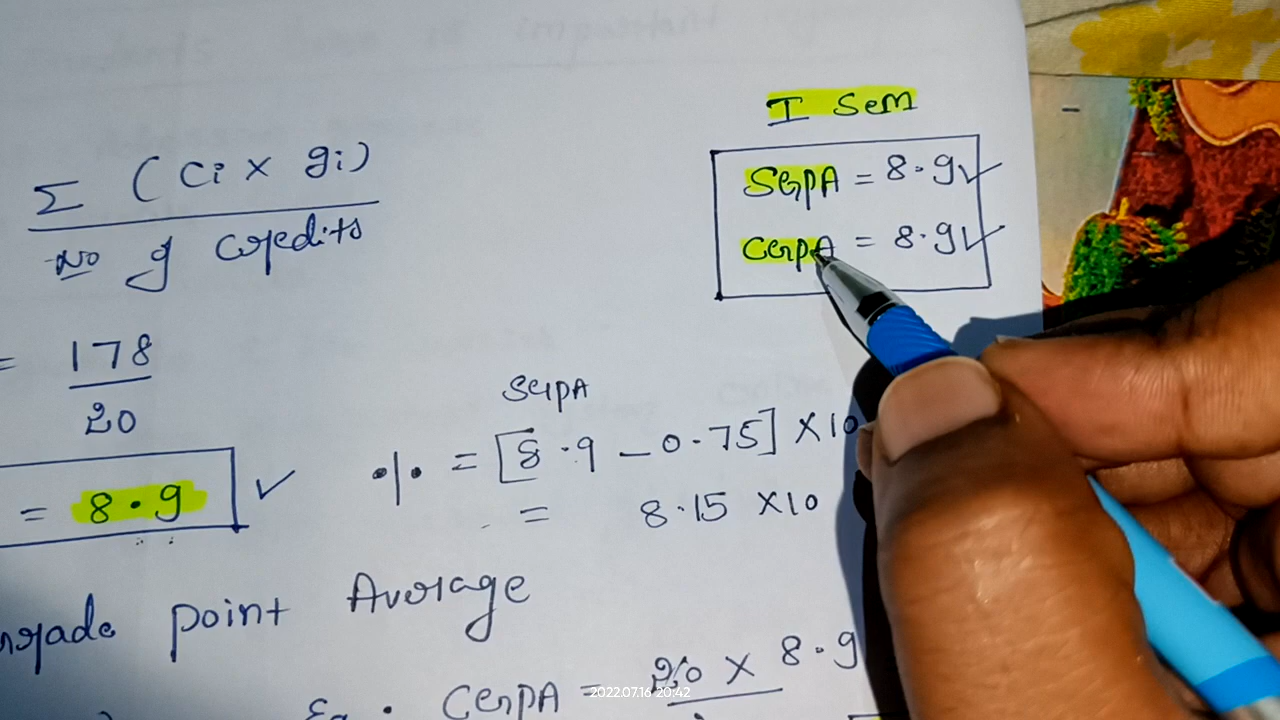 I Sem
SGPA = 8.9 ✓
CGPA = 8.9 ✓
Σ (Ci × gi)
No of credits
= 178
20
= 8.9 ✓
SGPA
% = [8.9 - 0.75] × 10
= 8.15 × 10
point Average
Eg. CGPA = 20 × 8.9
2022.07.16 20:42